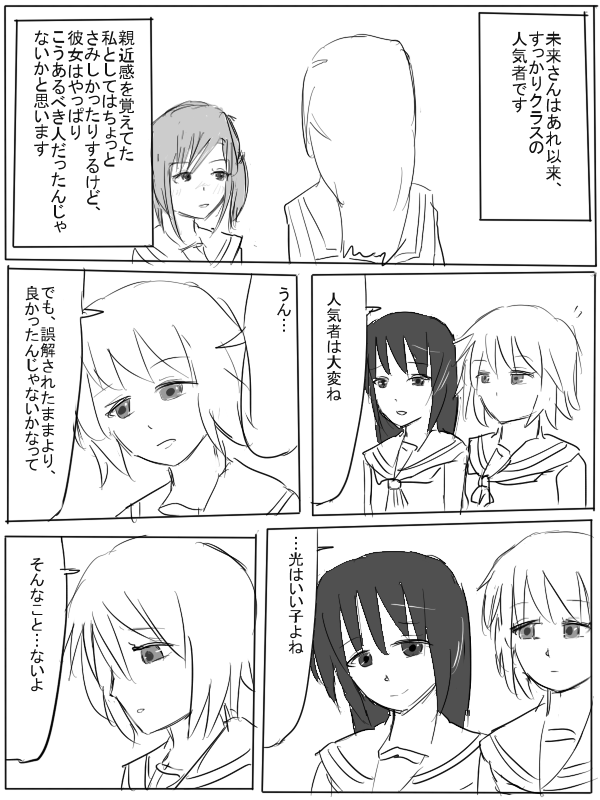 未来さんはあれ以来、
すっかりクラスの
人気者です
親近感を覚えてた
私としてはちょっと
さみしかったりするけど、
彼女はやっぱり
こうあるべき人だったんじゃ
ないかと思います
人気者は大変ね
うん…
でも、誤解されたままより、
良かったんじゃないかなって
…光はいい子よね
そんなこと…ないよ